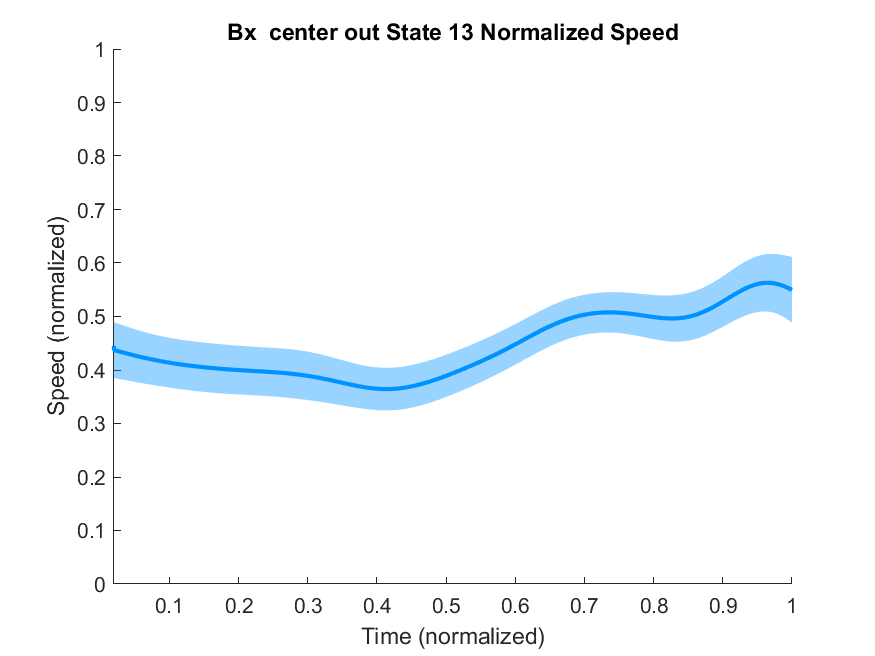 Bx  center out State 13 Normalized Speed
1
0.9
0.8
0.7
0.6
0.5
0.4
0.3
0.2
0.1
0
Speed (normalized)
0.1 0.2 0.3 0.4 0.5 0.6 0.7 0.8 0.9 1
Time (normalized)